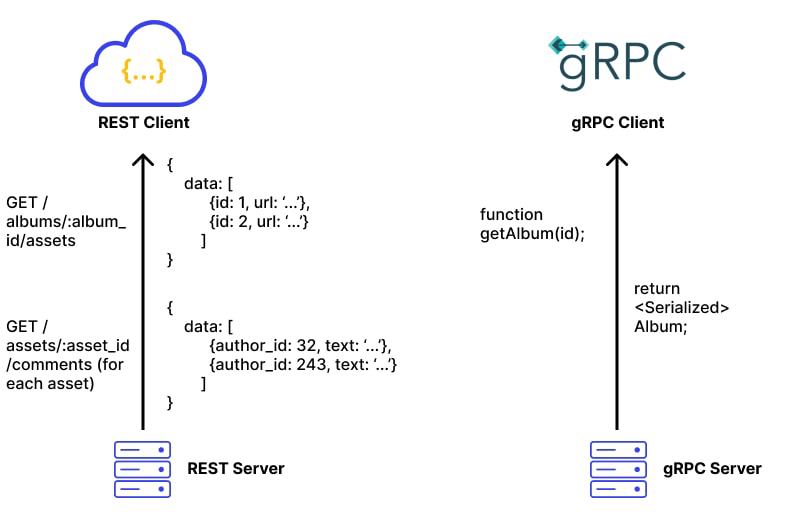 {...}
REST Client
GET /
albums/:album_
id/assets
{
data: [
{id: 1, url: ‘...’},
{id: 2, url: ‘...’}
]
}
GET /
assets/:asset_id
/comments (for
each asset)
{
data: [
{author_id: 32, text: ‘...’},
{author_id: 243, text: ‘...’}
]
}
REST Server
gRPC
gRPC Client
function
getAlbum(id);
return
<Serialized>
Album;
gRPC Server